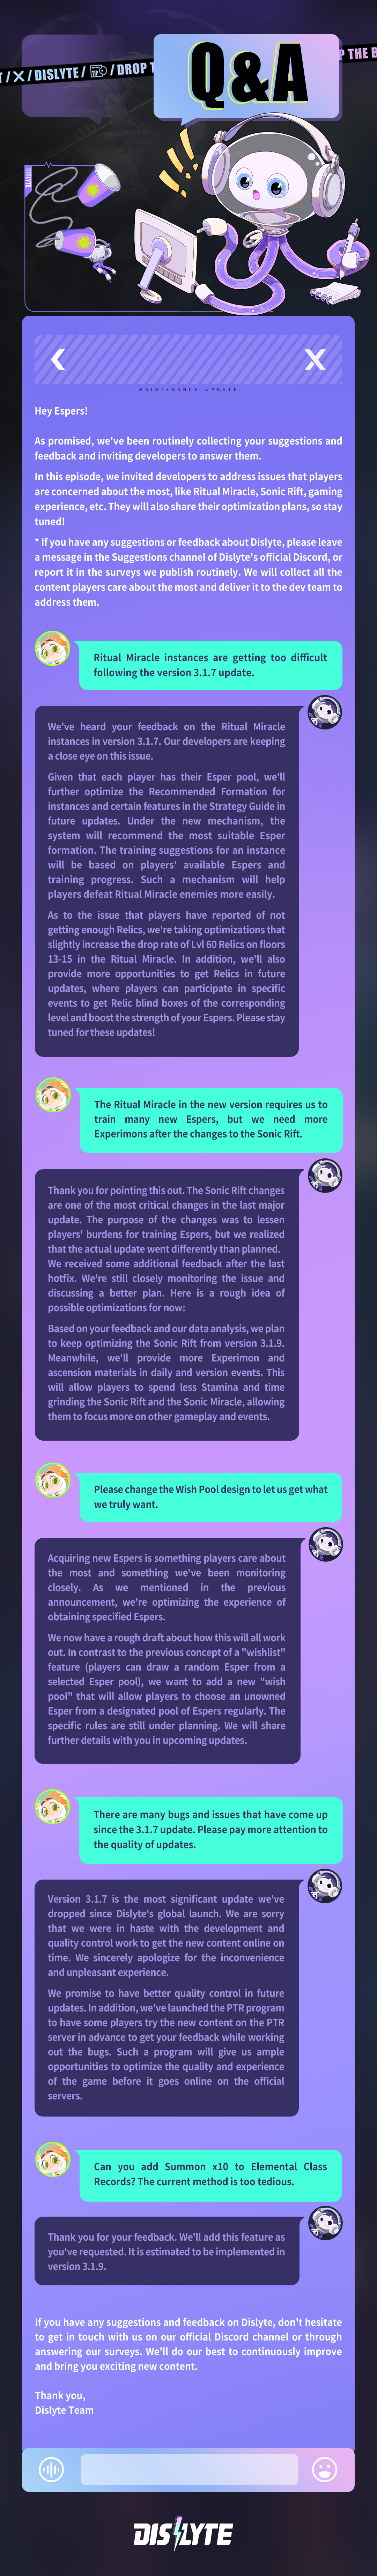 T / X / DISLYTE /
/ DROP T
P THE B
Q&A
DISLYTE
MAINTENANCE UPDATE
Hey Espers!
As promised, we've been routinely collecting your suggestions and
feedback and inviting developers to answer them.
In this episode, we invited developers to address issues that players
are concerned about the most, like Ritual Miracle, Sonic Rift, gaming
experience, etc. They will also share their optimization plans, so stay
tuned!
* If you have any suggestions or feedback about Dislyte, please leave
a message in the Suggestions channel of Dislyte's official Discord, or
report it in the surveys we publish routinely. We will collect all the
content players care about the most and deliver it to the dev team to
address them.
Ritual Miracle instances are getting too difficult
following the version 3.1.7 update.
We've heard your feedback on the Ritual Miracle
instances in version 3.1.7. Our developers are keeping
a close eye on this issue.
Given that each player has their Esper pool, we'll
further optimize the Recommended Formation for
instances and certain features in the Strategy Guide in
future updates. Under the new mechanism, the
system will recommend the most suitable Esper
formation. The training suggestions for an instance
will be based on players' available Espers and
training progress. Such a mechanism will help
players defeat Ritual Miracle enemies more easily.
As to the issue that players have reported of not
getting enough Relics, we're taking optimizations that
slightly increase the drop rate of Lvl 60 Relics on floors
13-15 in the Ritual Miracle. In addition, we'll also
provide more opportunities to get Relics in future
updates, where players can participate in specific
events to get Relic blind boxes of the corresponding
level and boost the strength of your Espers. Please stay
tuned for these updates!
The Ritual Miracle in the new version requires us to
train many new Espers, but we need more
Experimons after the changes to the Sonic Rift.
Thank you for pointing this out. The Sonic Rift changes
are one of the most critical changes in the last major
update. The purpose of the changes was to lessen
players' burdens for training Espers, but we realized
that the actual update went differently than planned.
We received some additional feedback after the last
hotfix. We're still closely monitoring the issue and
discussing a better plan. Here is a rough idea of
possible optimizations for now:
Based on your feedback and our data analysis, we plan
to keep optimizing the Sonic Rift from version 3.1.9.
Meanwhile, we'll provide more Experimon and
ascension materials in daily and version events. This
will allow players to spend less Stamina and time
grinding the Sonic Rift and the Sonic Miracle, allowing
them to focus more on other gameplay and events.
Please change the Wish Pool design to let us get what
we truly want.
Acquiring new Espers is something players care about
the most and something we've been monitoring
closely. As we mentioned in the previous
announcement, we're optimizing the experience of
obtaining specified Espers.
We now have a rough draft about how this will all work
out. In contrast to the previous concept of a "wishlist"
feature (players can draw a random Esper from a
selected Esper pool), we want to add a new "wish
pool" that will allow players to choose an unowned
Esper from a designated pool of Espers regularly. The
specific rules are still under planning. We will share
further details with you in upcoming updates.
There are many bugs and issues that have come up
since the 3.1.7 update. Please pay more attention to
the quality of updates.
Version 3.1.7 is the most significant update we've
dropped since Dislyte's global launch. We are sorry
that we were in haste with the development and
quality control work to get the new content online on
time. We sincerely apologize for the inconvenience
and unpleasant experience.
We promise to have better quality control in future
updates. In addition, we've launched the PTR program
to have some players try the new content on the PTR
server in advance to get your feedback while working
out the bugs. Such a program will give us ample
opportunities to optimize the quality and experience
of the game before it goes online on the official
servers.
Can you add Summon x10 to Elemental Class
Records? The current method is too tedious.
Thank you for your feedback. We'll add this feature as
you've requested. It is estimated to be implemented in
version 3.1.9.
If you have any suggestions and feedback on Dislyte, don't hesitate
to get in touch with us on our official Discord channel or through
answering our surveys. We'll do our best to continuously improve
and bring you exciting new content.
Thank you,
Dislyte Team
DISLYTE